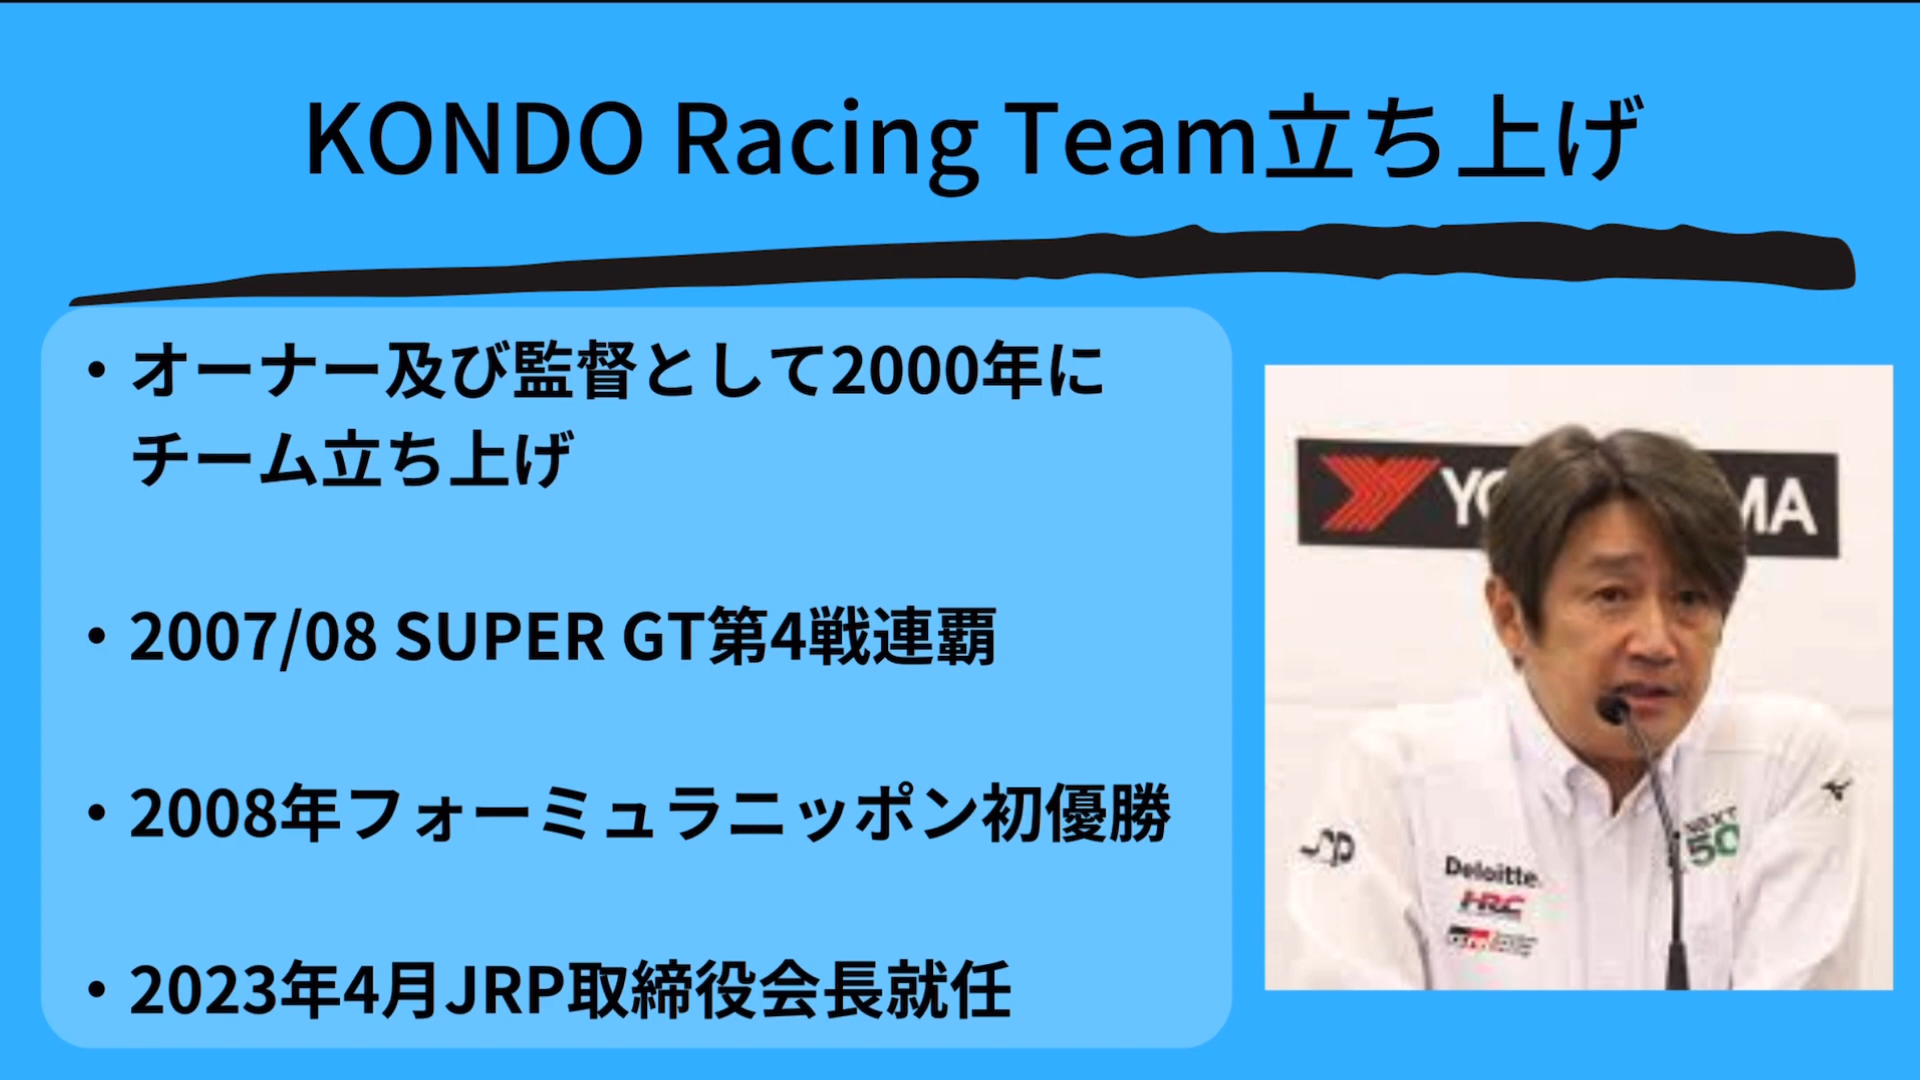 KONDO Racing Team立ち上げ
・オーナー及び監督として2000年に
チーム立ち上げ
・2007/08 SUPER GT第4戦連覇
・2008年フォーミュラニッポン初優勝
・2023年4月JRP取締役会長就任
YO
MA
JRP
Deloitte.
HRC
NEXT
50